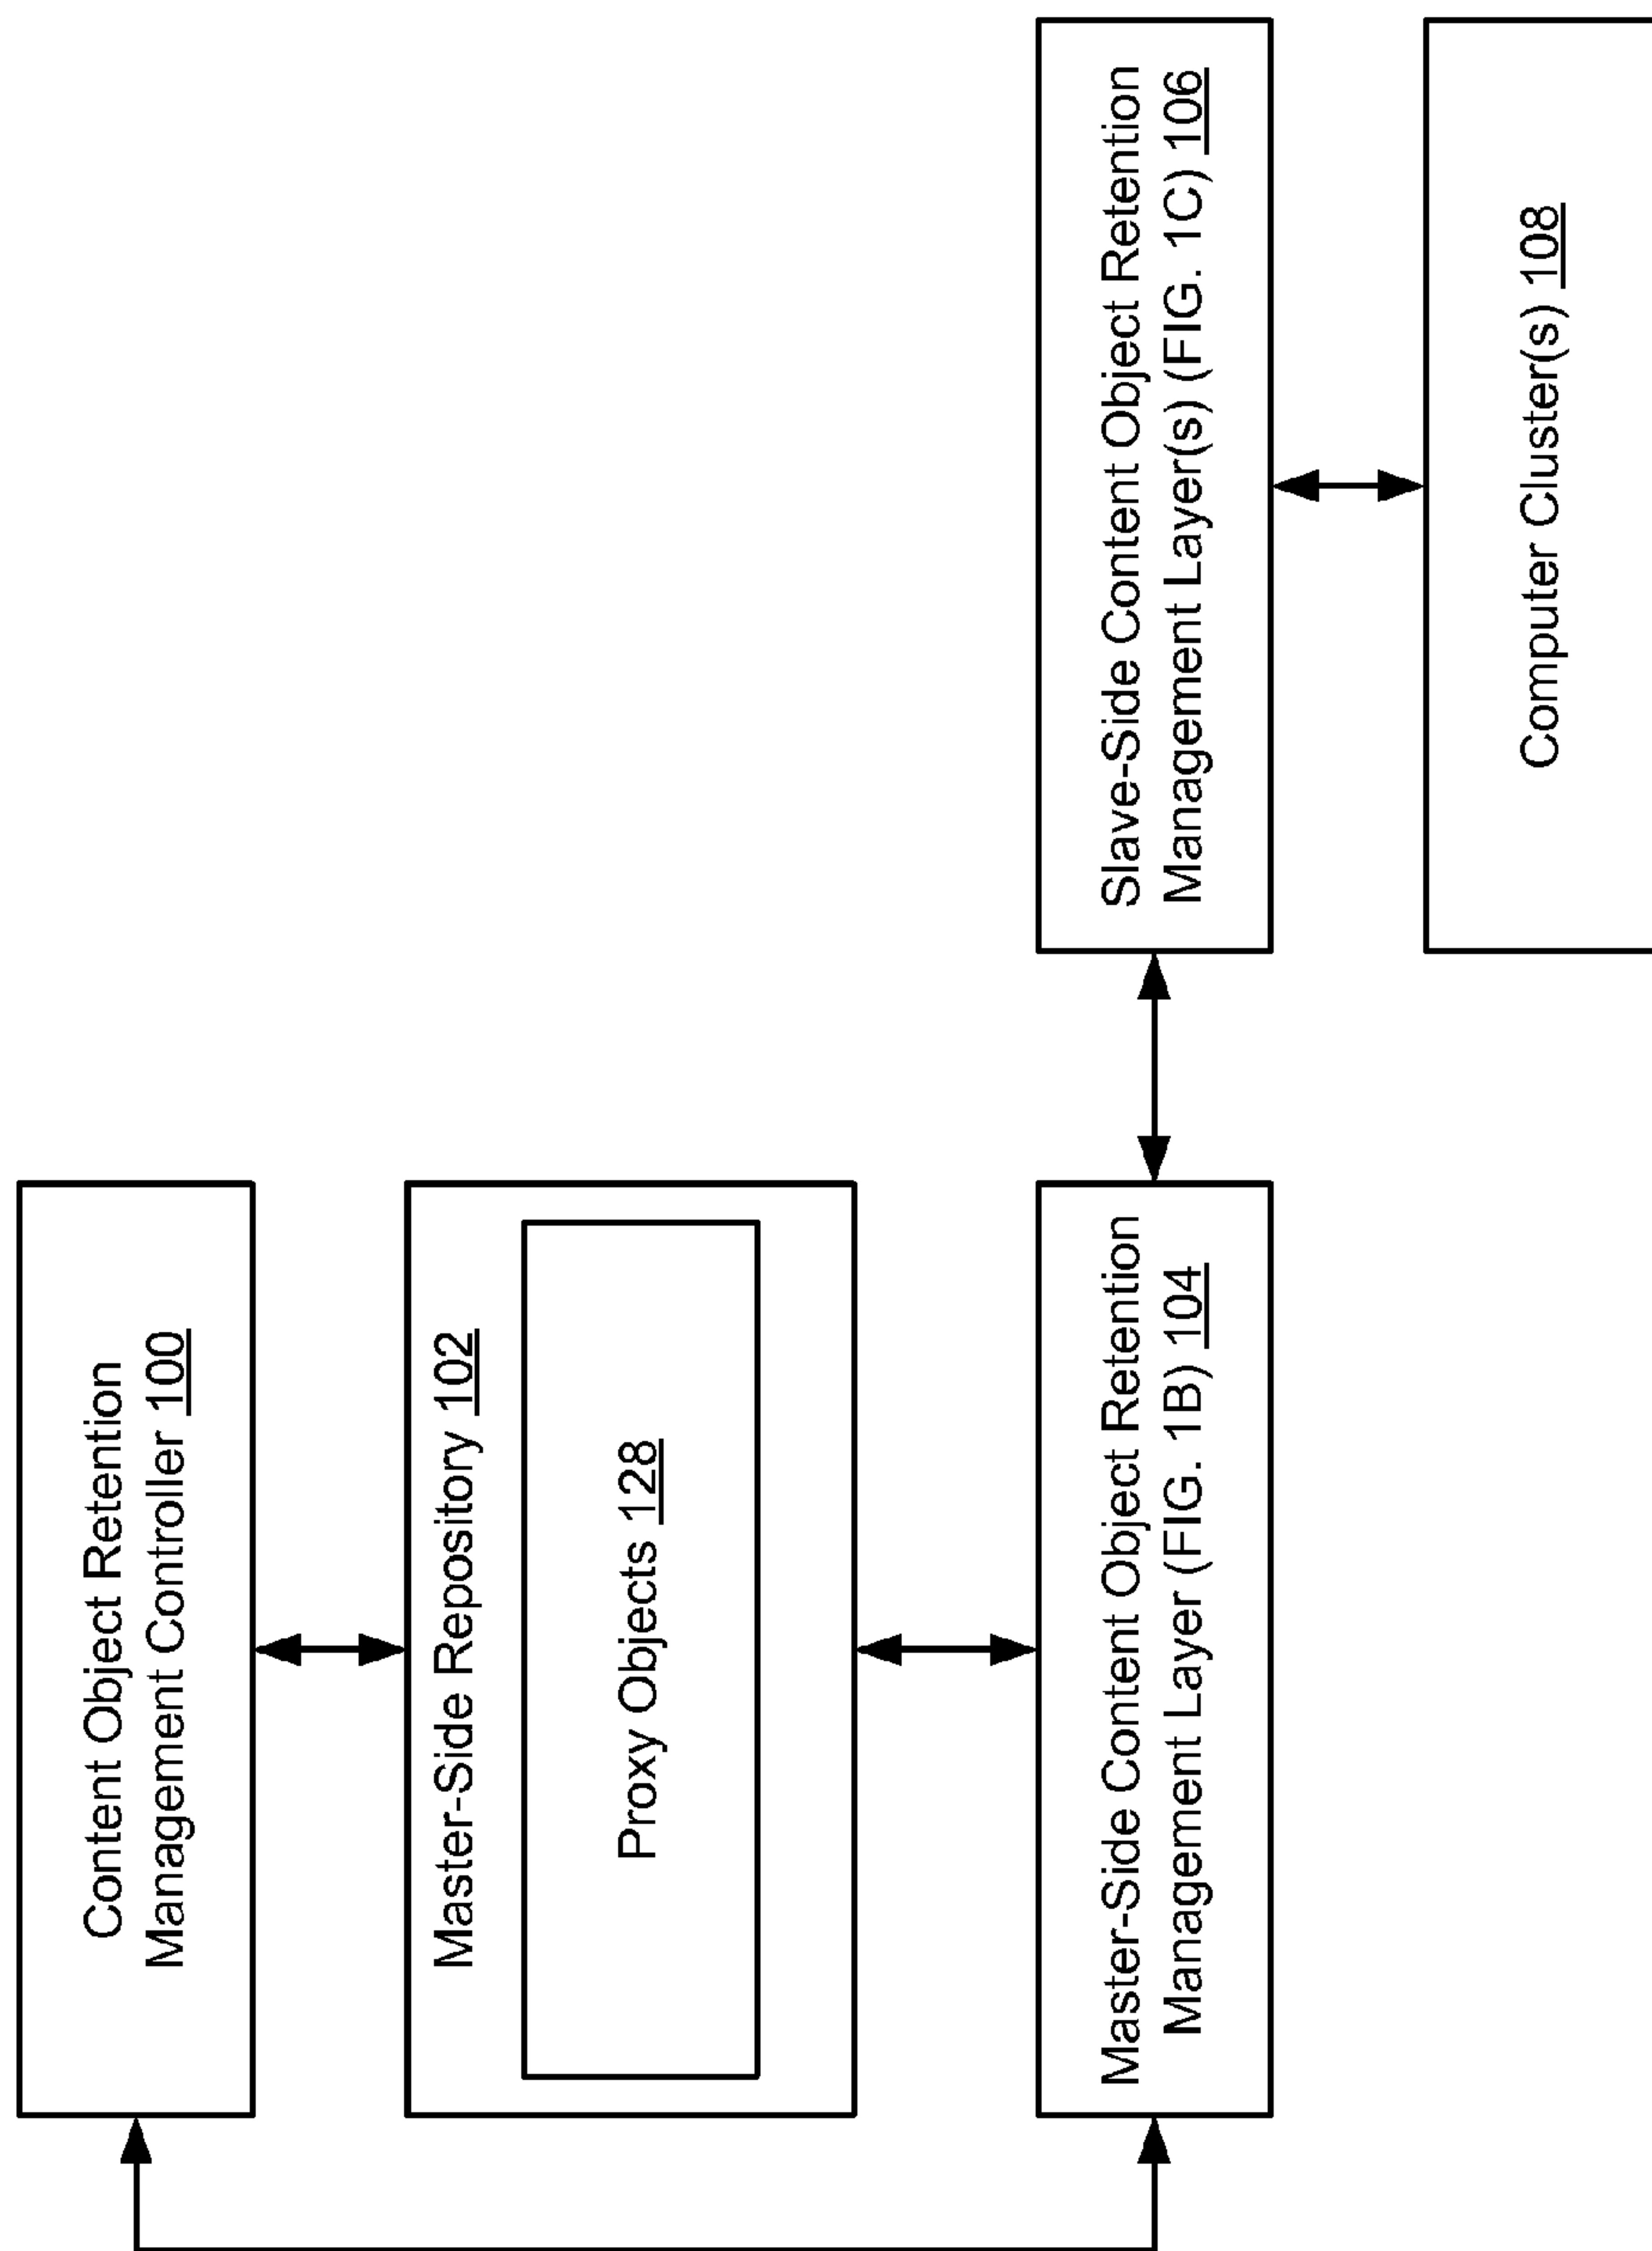 Content Object Retention
Management Controller 100
Master-Side Repository 102
Proxy Objects 128
Master-Side Content Object Retention
Management Layer (FIG. 1B) 104
Slave-Side Content Object Retention
Management Layer(s) (FIG. 1C) 106
Computer Cluster(s) 108